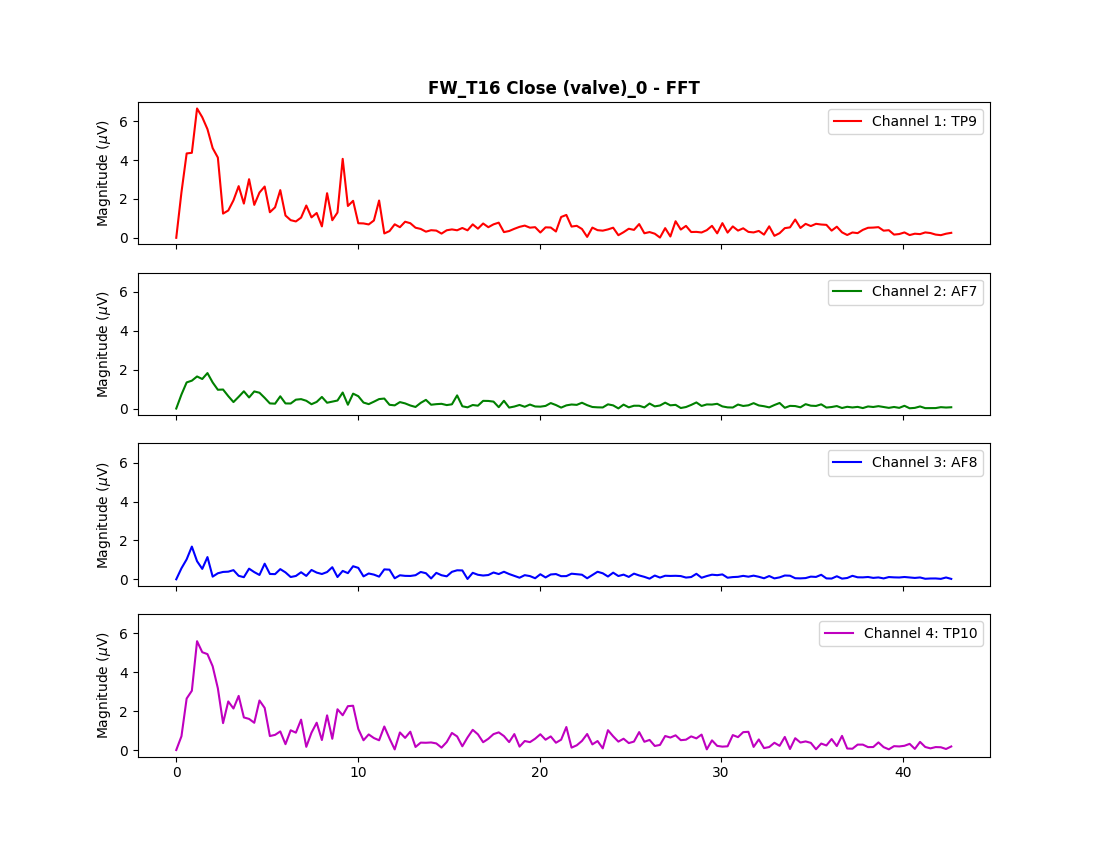 FW_T16 Close (valve)_0 - FFT
Magnitude (μV)
6
4
2
0
Channel 1: TP9
Magnitude (μV)
6
4
2
0
Channel 2: AF7
Magnitude (μV)
6
4
2
0
Channel 3: AF8
Magnitude (μV)
6
4
2
0
Channel 4: TP10
0 10 20 30 40